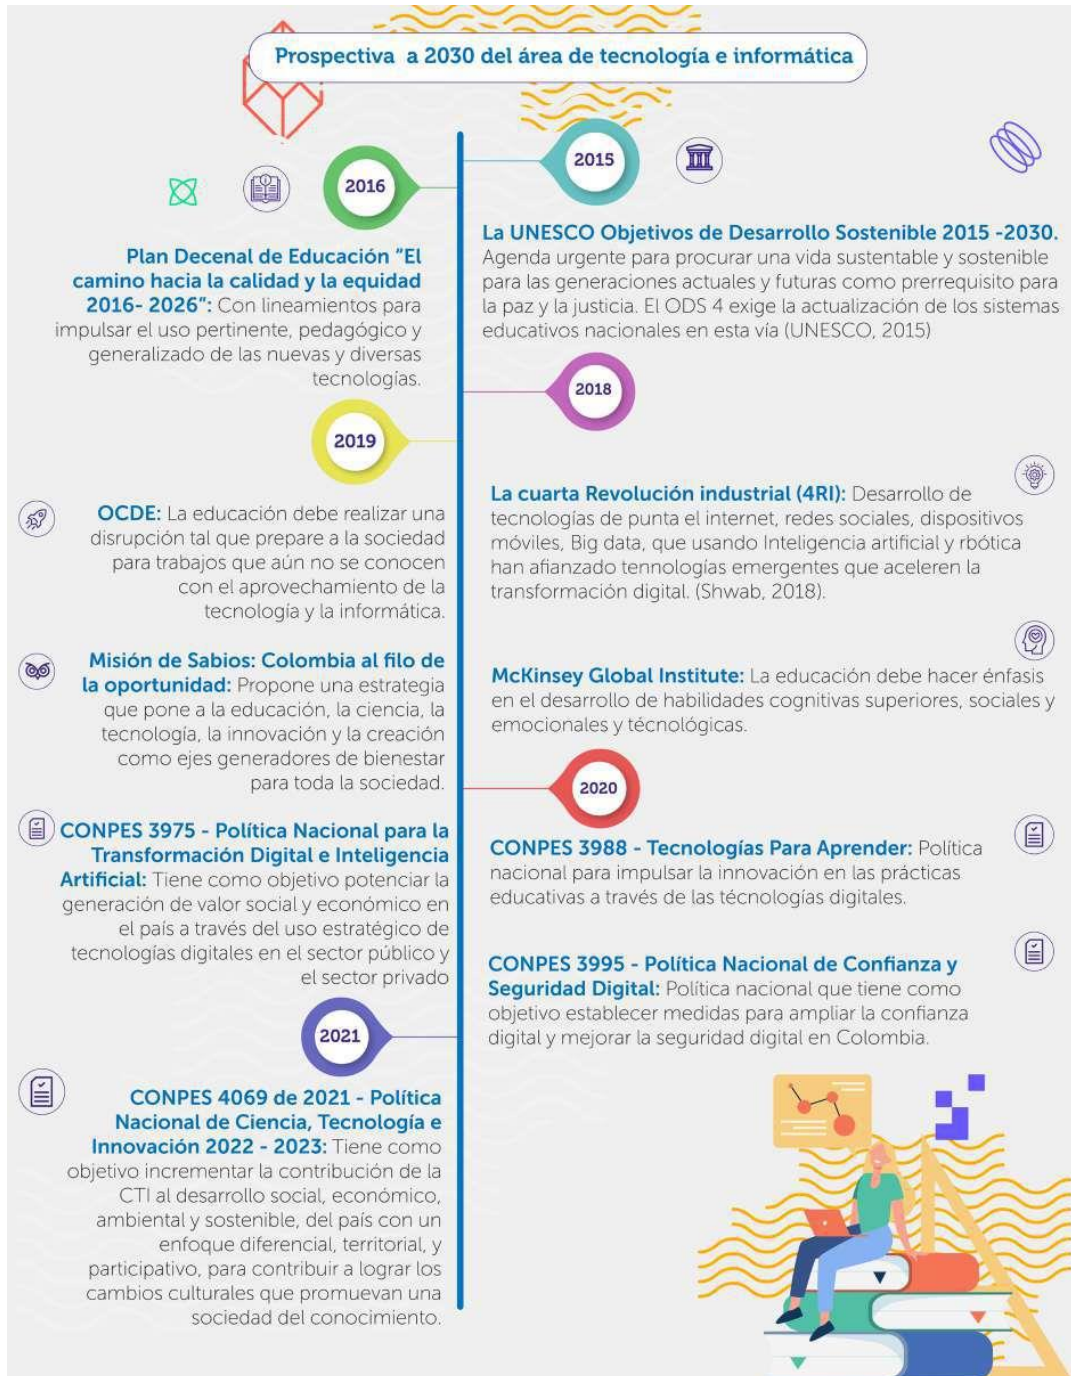 Prospectiva a 2030 del área de tecnología e informática
2015
La UNESCO Objetivos de Desarrollo Sostenible 2015 -2030.
Agenda urgente para procurar una vida sustentable y sostenible
para las generaciones actuales y futuras como prerrequisito para
la paz y la justicia. El ODS 4 exige la actualización de los sistemas
educativos nacionales en esta vía (UNESCO, 2015)
2016
Plan Decenal de Educación "El
camino hacia la calidad y la equidad
2016- 2026": Con lineamientos para
impulsar el uso pertinente, pedagógico y
generalizado de las nuevas y diversas
tecnologías.
2018
La cuarta Revolución industrial (4RI): Desarrollo de
tecnologías de punta el internet, redes sociales, dispositivos
móviles, Big data, que usando Inteligencia artificial y rbótica
han afianzado tennologías emergentes que aceleren la
transformación digital. (Shwab, 2018).
McKinsey Global Institute: La educación debe hacer énfasis
en el desarrollo de habilidades cognitivas superiores, sociales y
emocionales y técnológicas.
2019
OCDE: La educación debe realizar una
disrupción tal que prepare a la sociedad
para trabajos que aún no se conocen
con el aprovechamiento de la
tecnología y la informática.
Misión de Sabios: Colombia al filo de
la oportunidad: Propone una estrategia
que pone a la educación, la ciencia, la
tecnología, la innovación y la creación
como ejes generadores de bienestar
para toda la sociedad.
CONPES 3975 - Política Nacional para la
Transformación Digital e Inteligencia
Artificial: Tiene como objetivo potenciar la
generación de valor social y económico en
el país a través del uso estratégico de
tecnologías digitales en el sector público y
el sector privado
2020
CONPES 3988 - Tecnologías Para Aprender: Política
nacional para impulsar la innovación en las prácticas
educativas a través de las técnologías digitales.
CONPES 3995 - Política Nacional de Confianza y
Seguridad Digital: Política nacional que tiene como
objetivo establecer medidas para ampliar la confianza
digital y mejorar la seguridad digital en Colombia.
2021
CONPES 4069 de 2021 - Política
Nacional de Ciencia, Tecnología e
Innovación 2022 - 2023: Tiene como
objetivo incrementar la contribución de la
CTI al desarrollo social, económico,
ambiental y sostenible, del país con un
enfoque diferencial, territorial, y
participativo, para contribuir a lograr los
cambios culturales que promuevan una
sociedad del conocimiento.